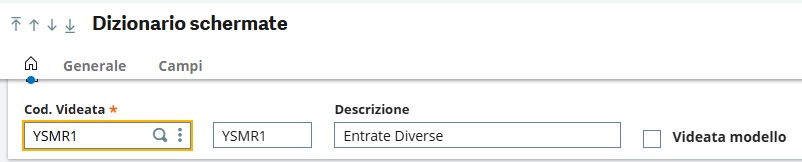 Dizionario schermate
Generale Campi
Cod. Videata * Descrizione
YSMR1 YSMR1 Entrate Diverse Videata modello